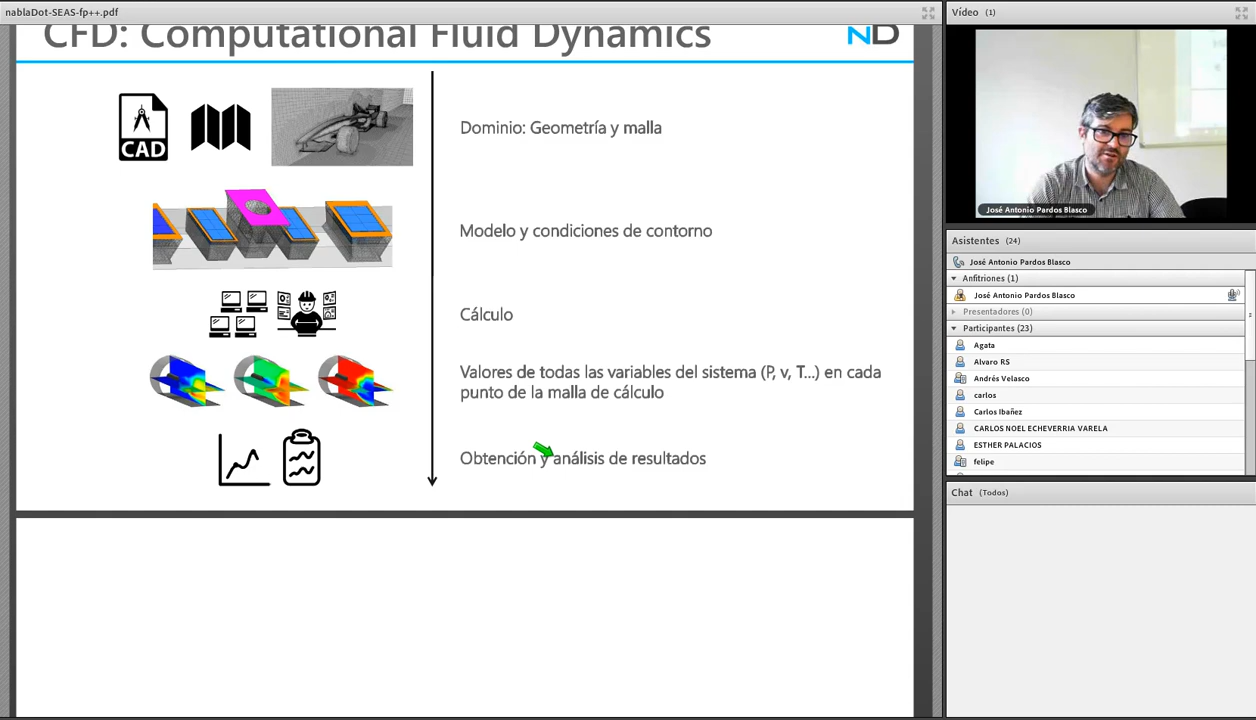 nablaDot-SEAS-fp++.pdf
CFD: Computational Fluid Dynamics
ND
CAD
Dominio: Geometría y malla
Modelo y condiciones de contorno
Cálculo
Valores de todas las variables del sistema (P, v, T...) en cada
punto de la malla de cálculo
Obtención y análisis de resultados
Vídeo (1)
José Antonio Pardos Blasco
Asistentes (24)
José Antonio Pardos Blasco
Anfitriones (1)
José Antonio Pardos Blasco
Presentadores (0)
Participantes (23)
Agata
Alvaro RS
Andrés Velasco
carlos
Carlos Ibañez
CARLOS NOEL ECHEVERRIA VARELA
ESTHER PALACIOS
felipe
Chat (Todos)